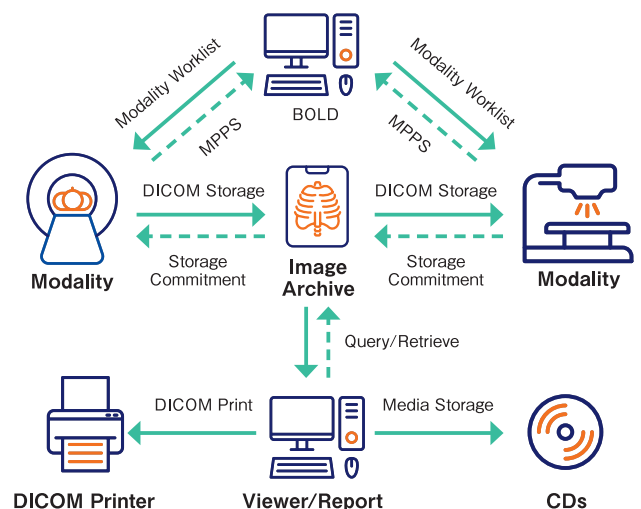 BOLD
Modality Worklist
MPPS
Modality Worklist
MPPS
DICOM Storage
DICOM Storage
Storage
Commitment
Storage
Commitment
Modality
Image
Archive
Modality
Query/Retrieve
DICOM Print
Media Storage
DICOM Printer
Viewer/Report
CDs